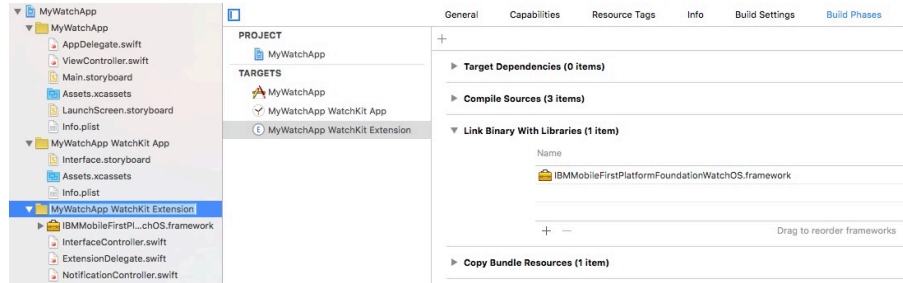 MyWatchApp
MyWatchApp
AppDelegate.swift
ViewController.swift
Main.storyboard
Assets.xcassets
LaunchScreen.storyboard
Info.plist
MyWatchApp WatchKit App
Interface.storyboard
Assets.xcassets
Info.plist
MyWatchApp WatchKit Extension
IBMMobileFirstPl...chOS.framework
InterfaceController.swift
ExtensionDelegate.swift
NotificationController.swift
PROJECT
MyWatchApp
TARGETS
MyWatchApp
MyWatchApp WatchKit App
E MyWatchApp WatchKit Extension
General Capabilities Resource Tags Info Build Settings Build Phases
+
Target Dependencies (0 items)
Compile Sources (3 items)
Link Binary With Libraries (1 item)
Name
IBMMobileFirstPlatformFoundationWatchOS.framework
+ — Drag to reorder frameworks
Copy Bundle Resources (1 item)